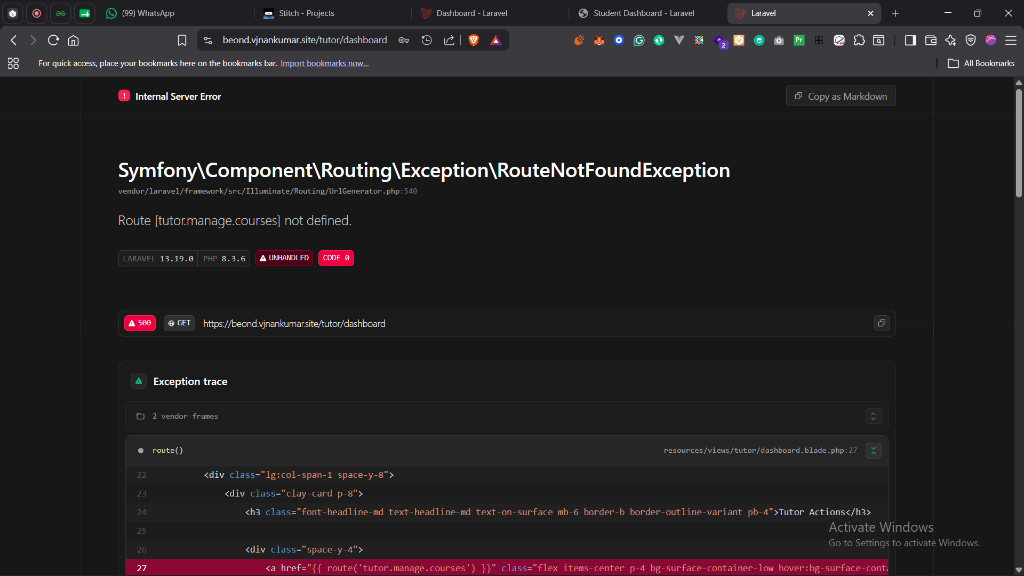 (99) WhatsApp
Stitch - Projects
Dashboard - Laravel
Student Dashboard - Laravel
Laravel
beond.vjnankumar.site/tutor/dashboard
For quick access, place your bookmarks here on the bookmarks bar. Import bookmarks now...
All Bookmarks
Internal Server Error
Copy as Markdown
Symfony\Component\Routing\Exception\RouteNotFoundException
vendor/laravel/framework/src/Illuminate/Routing/UrlGenerator.php:540
Route [tutor.manage.courses] not defined.
LARAVEL 13.19.0 PHP 8.3.6 UNHANDLED CODE 0
500 GET https://beond.vjnankumar.site/tutor/dashboard
Exception trace
2 vendor frames
route() resources/views/tutor/dashboard.blade.php:27
22 <div class="lg:col-span-1 space-y-8">
23 <div class="clay-card p-8">
24 <h3 class="font-headline-md text-headline-md text-on-surface mb-6 border-b border-outline-variant pb-4">Tutor Actions</h3>
25
26 <div class="space-y-4">
27 <a href="{{ route('tutor.manage.courses') }}" class="flex items-center p-4 bg-surface-container-low hover:bg-surface-cont
Activate Windows
Go to Settings to activate Windows.